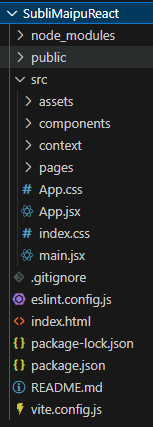 SubliMaipuReact
node_modules
public
src
assets
components
context
pages
App.css
App.jsx
index.css
main.jsx
.gitignore
eslint.config.js
index.html
package-lock.json
package.json
README.md
vite.config.js